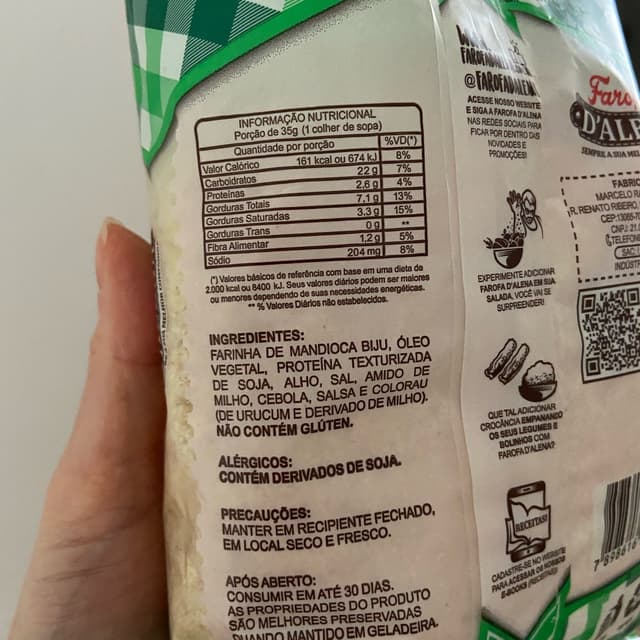 INFORMAÇÃO NUTRICIONAL
Porção de 35g (1 colher de sopa)
Quantidade por porção %VD(*)
Valor Calórico 161 kcal ou 674 kJ 8%
Carboidratos 22 g 7%
Proteínas 2,6 g 4%
Gorduras Totais 7,1 g 13%
Gorduras Saturadas 3,3 g 15%
Gorduras Trans 0 g **
Fibra Alimentar 1,2 g 5%
Sódio 204 mg 8%
(*) Valores básicos de referência com base em uma dieta de
2.000 kcal ou 8400 kJ. Seus valores diários podem ser maiores
ou menores dependendo de suas necessidades energéticas.
** % Valores Diários não estabelecidos.
INGREDIENTES:
FARINHA DE MANDIOCA BIJU, ÓLEO
VEGETAL, PROTEÍNA TEXTURIZADA
DE SOJA, ALHO, SAL, AMIDO DE
MILHO, CEBOLA, SALSA E COLORAU
(DE URUCUM E DERIVADO DE MILHO).
NÃO CONTÉM GLÚTEN.
ALÉRGICOS:
CONTÉM DERIVADOS DE SOJA.
PRECAUÇÕES:
MANTER EM RECIPIENTE FECHADO,
EM LOCAL SECO E FRESCO.
APÓS ABERTO:
CONSUMIR EM ATÉ 30 DIAS.
AS PROPRIEDADES DO PRODUTO
SÃO MELHORES PRESERVADAS
QUANDO MANTIDO EM GELADEIRA.
@FAROFADALENA
ACESSE NOSSO WEBSITE
E SIGA A FAROFA D'ALENA
NAS REDES SOCIAIS PARA
FICAR POR DENTRO DAS
NOVIDADES E
PROMOÇÕES!
EXPERIMENTE ADICIONAR
FAROFA D'ALENA EM SUA
SALADA, VOCÊ VAI SE
SURPREENDER!
QUE TAL ADICIONAR
CROCÂNCIA EMPANANDO
OS SEUS LEGUMES E
BOLINHOS COM
FAROFA D'ALENA?
RECEITAS!
CADASTRE-SE NO WEBSITE
PARA ACESSAR OS NOSSOS
E-BOOKS (RECEITAS)
SEMPRE A SUA
MARCELO
R. RENATO RIBEIRO